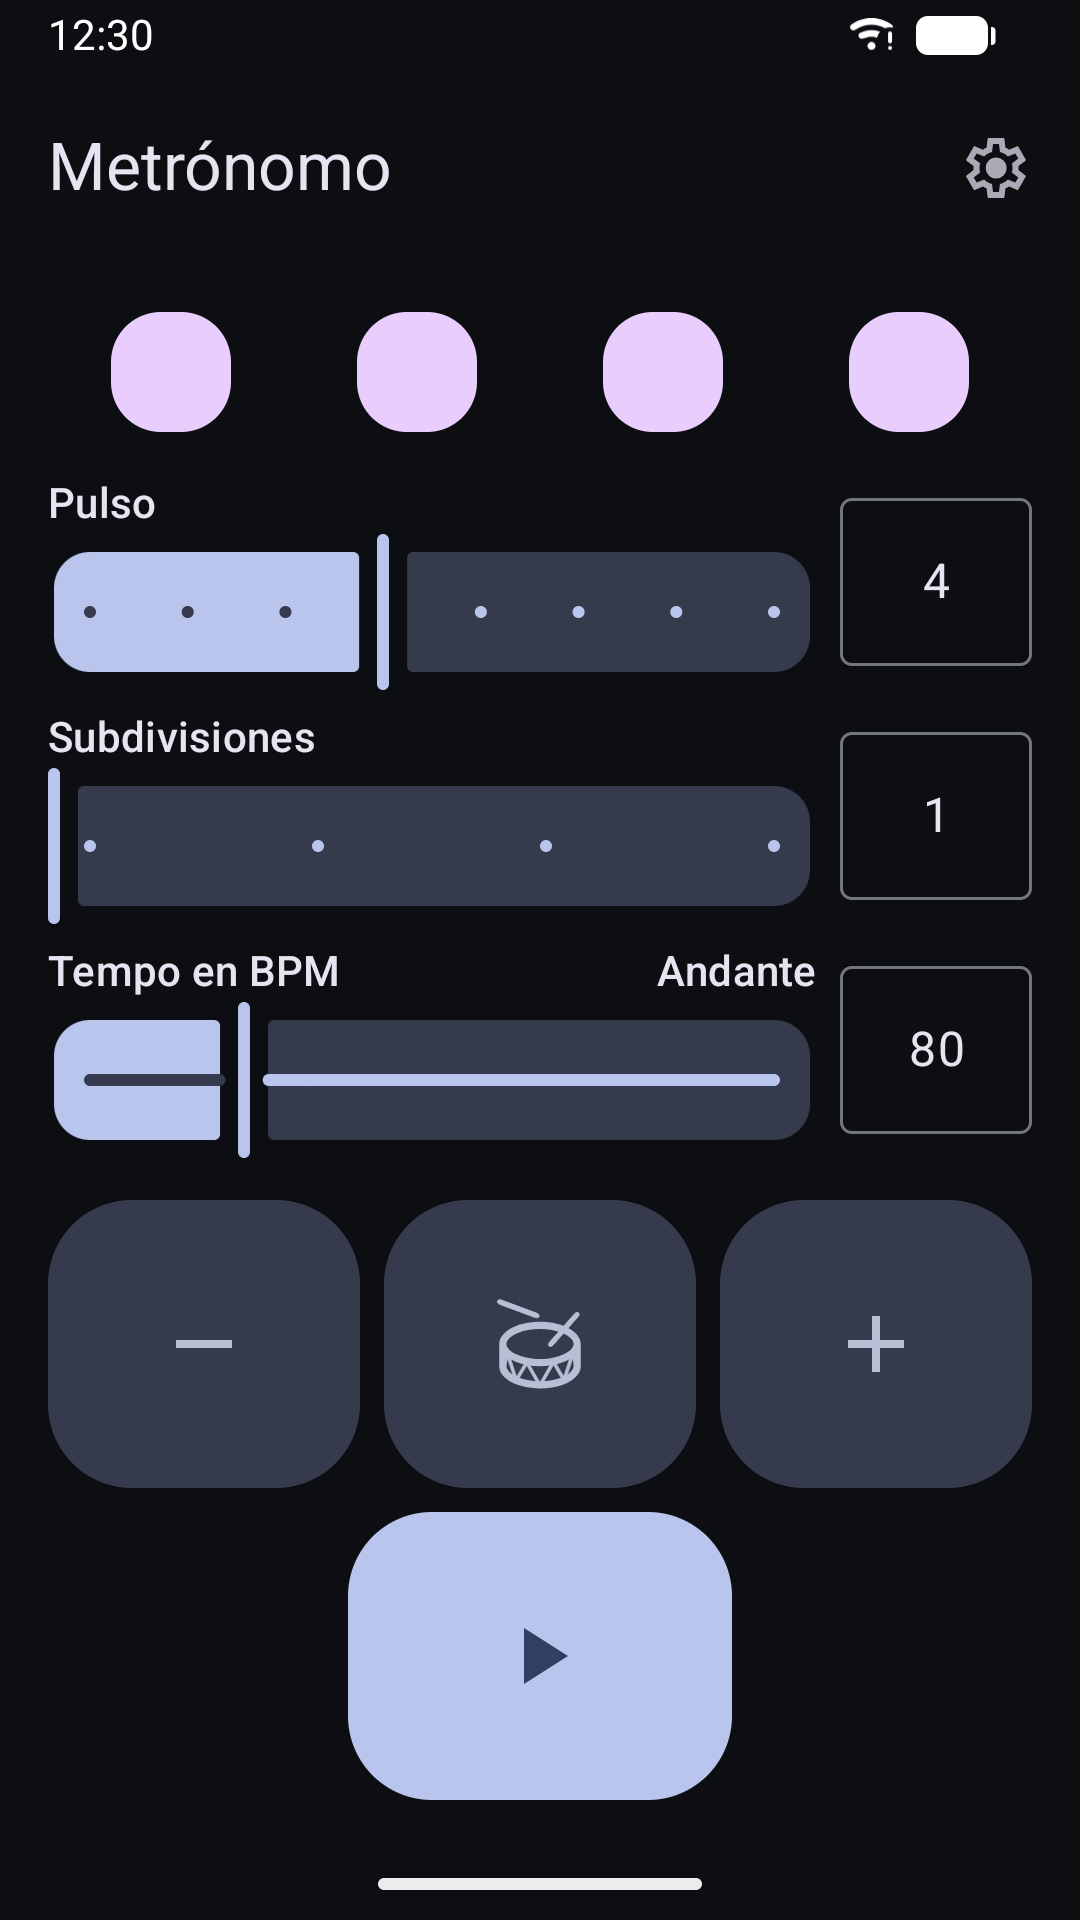 12:30
Metrónomo
Pulso
4
Subdivisiones
1
Tempo en BPM
Andante
80